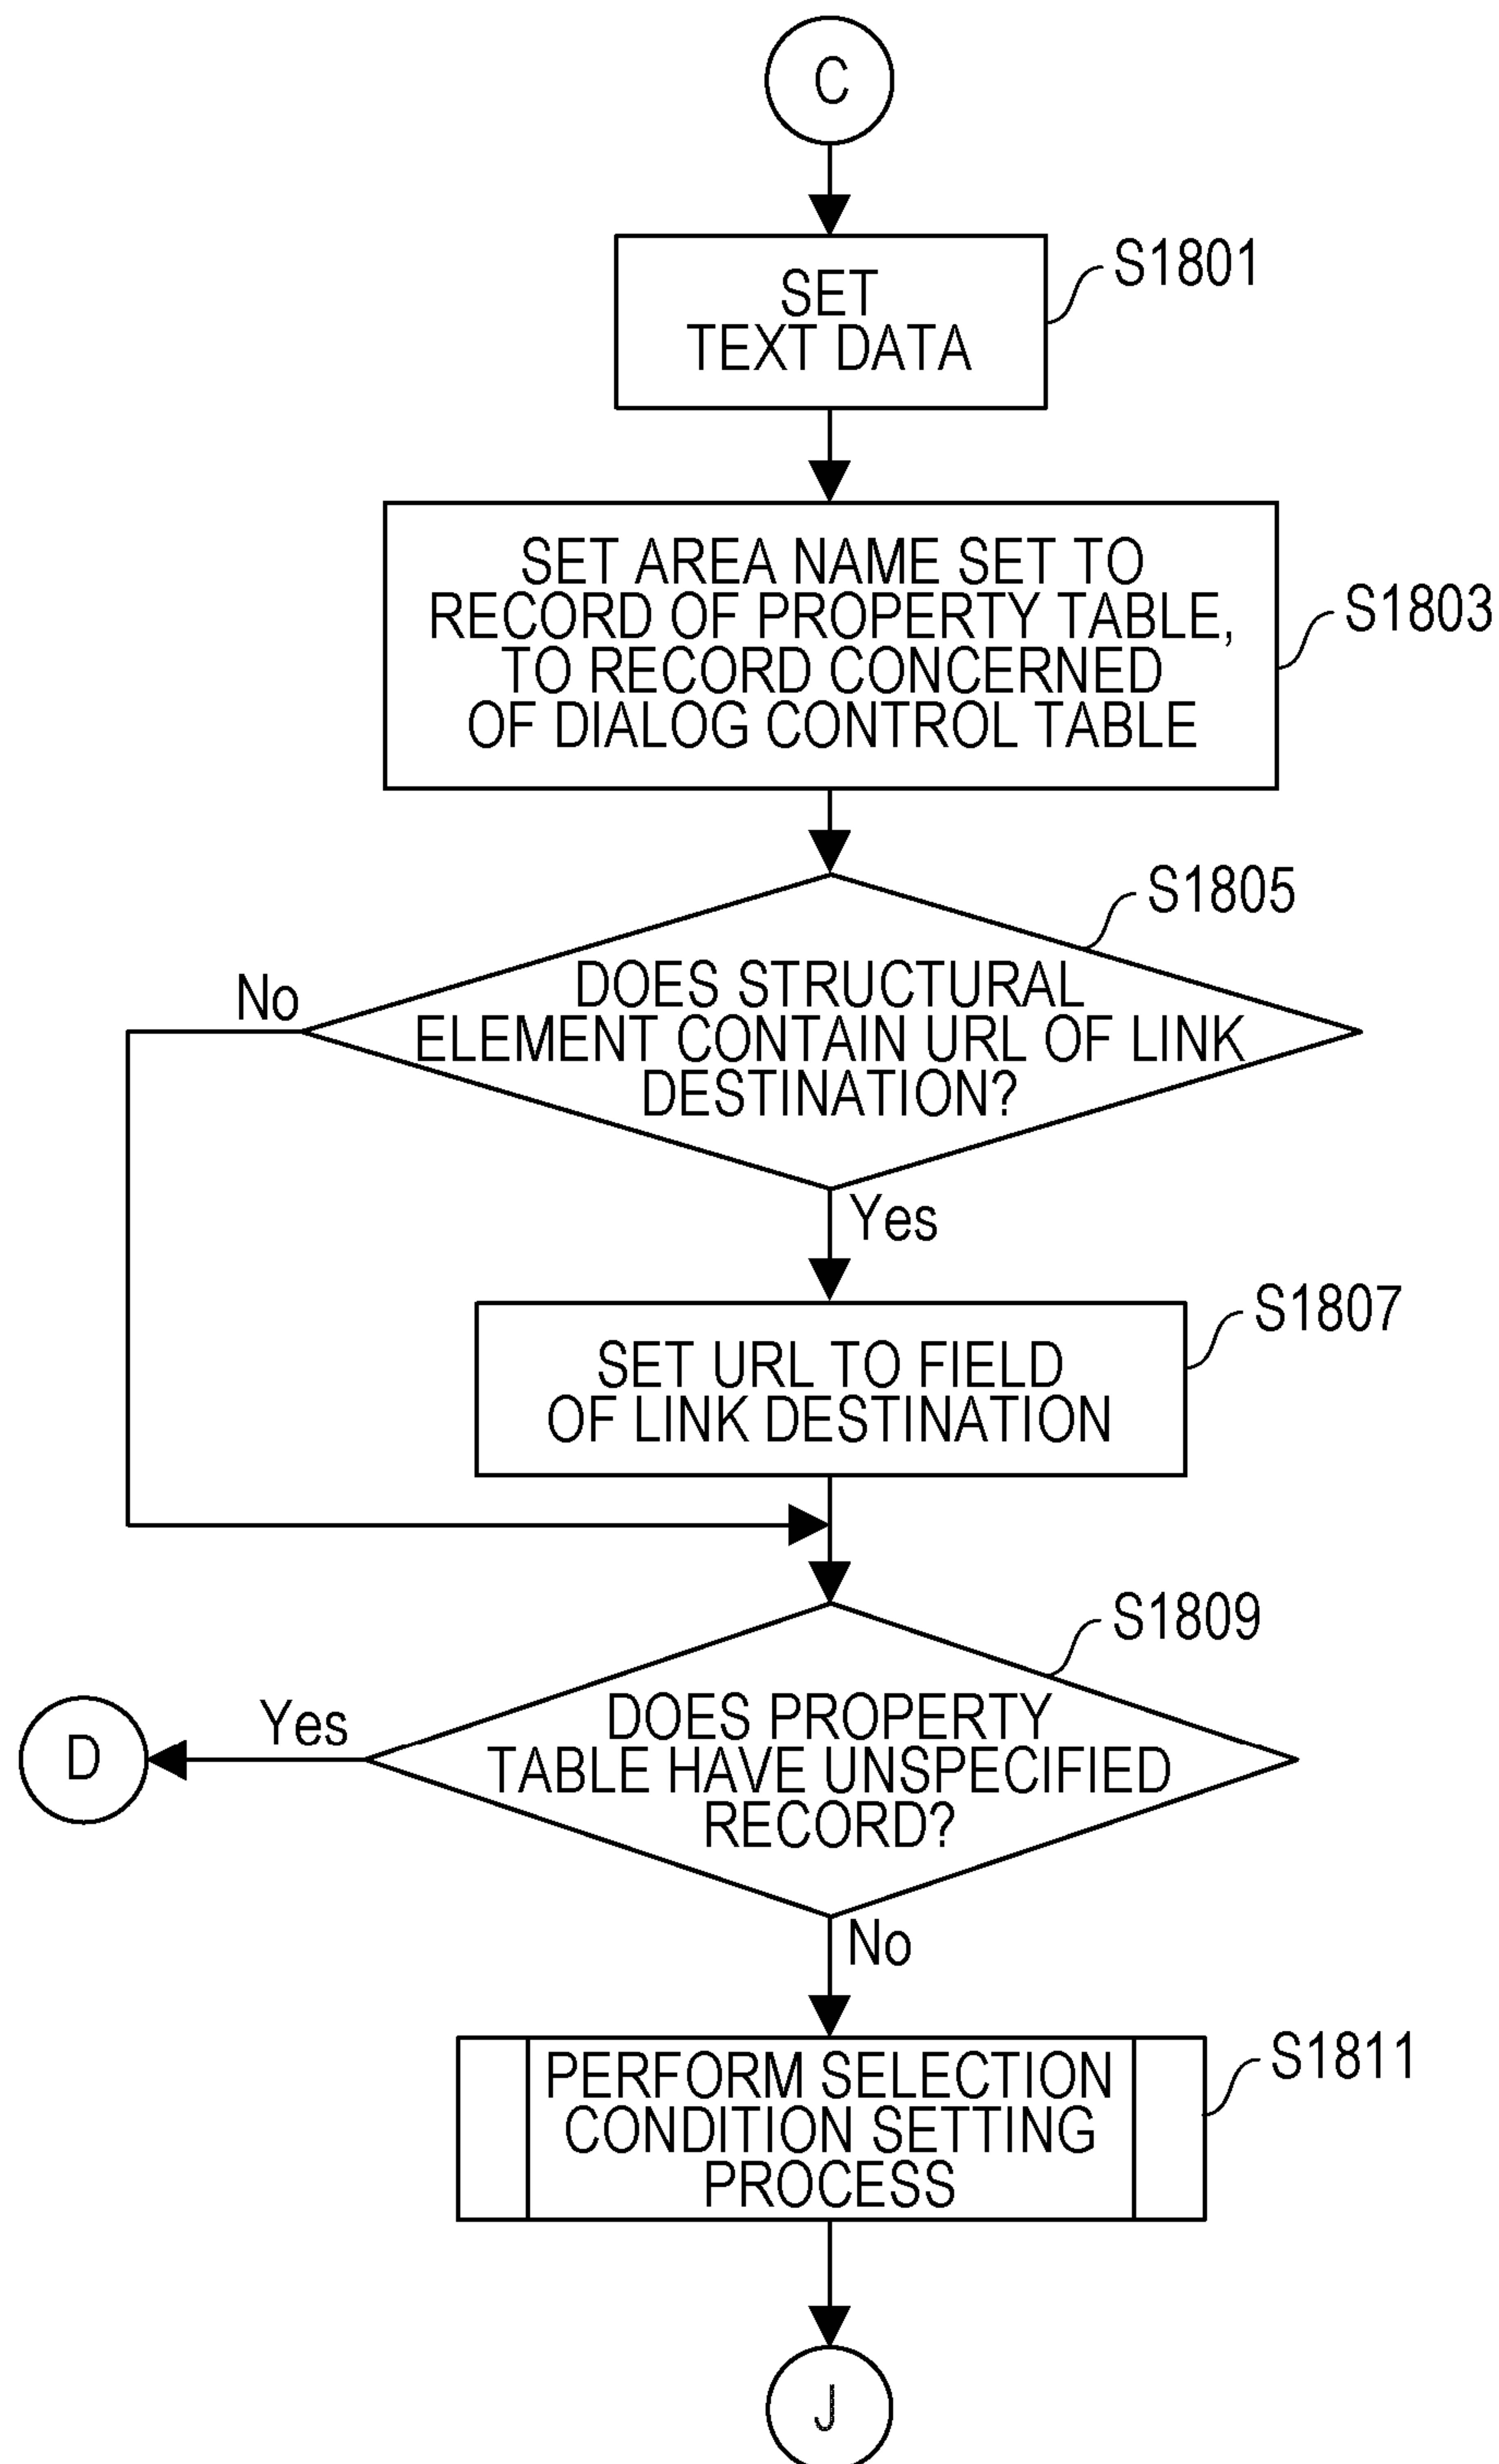 C
SET
TEXT DATA
S1801
SET AREA NAME SET TO
RECORD OF PROPERTY TABLE,
TO RECORD CONCERNED
OF DIALOG CONTROL TABLE
S1803
S1805
DOES STRUCTURAL
ELEMENT CONTAIN URL OF LINK
DESTINATION?
No
Yes
S1807
SET URL TO FIELD
OF LINK DESTINATION
S1809
DOES PROPERTY
TABLE HAVE UNSPECIFIED
RECORD?
Yes
D
No
S1811
PERFORM SELECTION
CONDITION SETTING
PROCESS
J